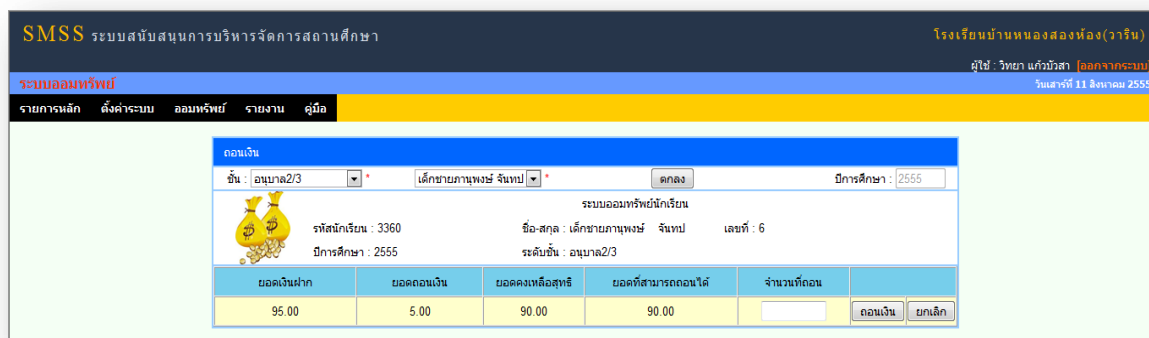 SMSS ระบบสนับสนุนการบริหารจัดการสถานศึกษา
โรงเรียนบ้านหนองสองห้อง(วาริน)
ผู้ใช้ : วิทยา แก้วบัวสา [ออกจากระบบ]
ระบบออมทรัพย์ วันเสาร์ที่ 11 สิงหาคม 2555
รายการหลัก ตั้งค่าระบบ ออมทรัพย์ รายงาน คู่มือ
ถอนเงิน
ชั้น : อนุบาล2/3 * เด็กชายภานุพงษ์ จันทป * ตกลง ปีการศึกษา : 2555
ระบบออมทรัพย์นักเรียน
รหัสนักเรียน : 3360 ชื่อ-สกุล : เด็กชายภานุพงษ์ จันทป เลขที่ : 6
ปีการศึกษา : 2555 ระดับชั้น : อนุบาล2/3
ยอดเงินฝาก ยอดถอนเงิน ยอดคงเหลือสุทธิ ยอดที่สามารถถอนได้ จำนวนที่ถอน
95.00 5.00 90.00 90.00 ถอนเงิน ยกเลิก